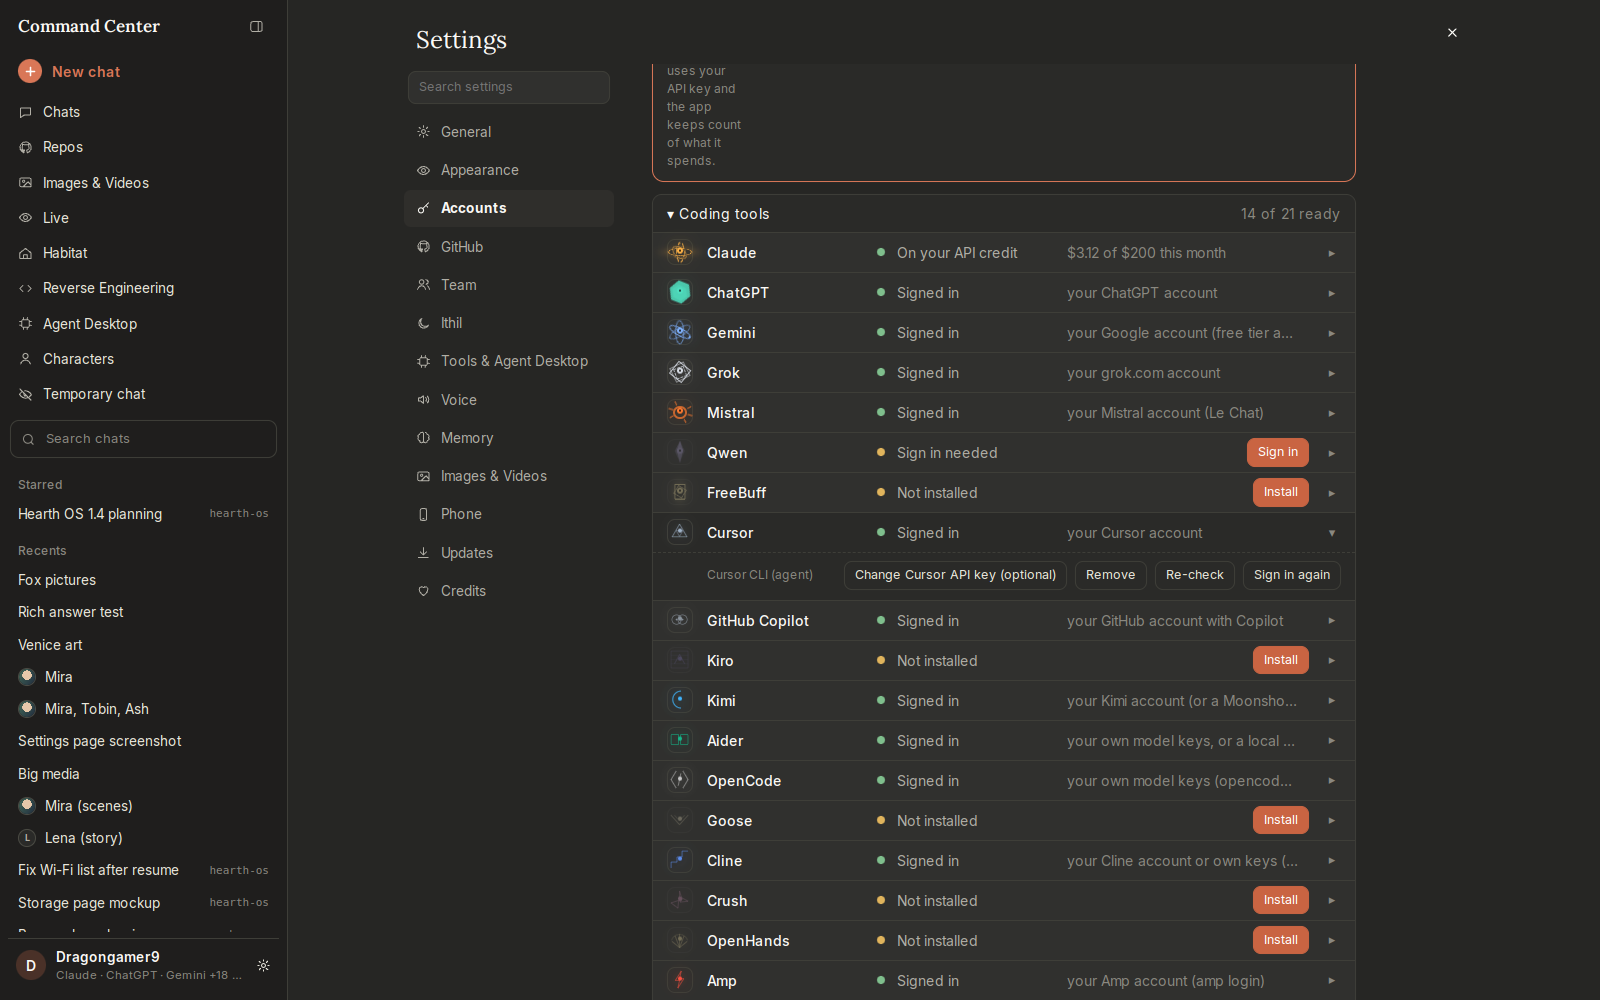 Command Center
New chat
Chats
Repos
Images & Videos
Live
Habitat
Reverse Engineering
Agent Desktop
Characters
Temporary chat
Search chats
Starred
Hearth OS 1.4 planning hearth-os
Recents
Fox pictures
Rich answer test
Venice art
Mira
Mira, Tobin, Ash
Settings page screenshot
Big media
Mira (scenes)
L Lena (story)
Fix Wi-Fi list after resume hearth-os
Storage page mockup hearth-os
D Dragongamer9
Claude · ChatGPT · Gemini +18 ...
Settings
Search settings
General
Appearance
Accounts
GitHub
Team
Ithil
Tools & Agent Desktop
Voice
Memory
Images & Videos
Phone
Updates
Credits
uses your
API key and
the app
keeps count
of what it
spends.
Coding tools 14 of 21 ready
Claude On your API credit $3.12 of $200 this month
ChatGPT Signed in your ChatGPT account
Gemini Signed in your Google account (free tier a...
Grok Signed in your grok.com account
Mistral Signed in your Mistral account (Le Chat)
Qwen Sign in needed Sign in
FreeBuff Not installed Install
Cursor Signed in your Cursor account
Cursor CLI (agent) Change Cursor API key (optional) Remove Re-check Sign in again
GitHub Copilot Signed in your GitHub account with Copilot
Kiro Not installed Install
Kimi Signed in your Kimi account (or a Moonsho...
Aider Signed in your own model keys, or a local ...
OpenCode Signed in your own model keys (opencod...
Goose Not installed Install
Cline Signed in your Cline account or own keys (...
Crush Not installed Install
OpenHands Not installed Install
Amp Signed in your Amp account (amp login)